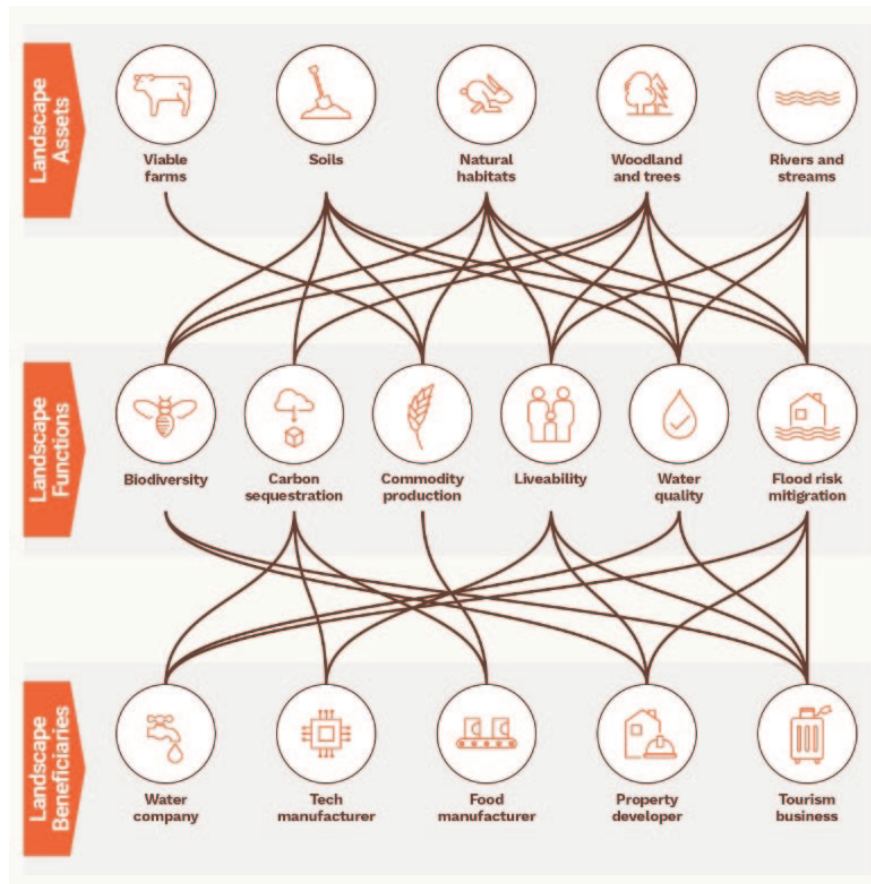 Landscape
Assets
Viable
farms
Soils
Natural
habitats
Woodland
and trees
Rivers and
streams
Landscape
Functions
Biodiversity
Carbon
sequestration
Commodity
production
Liveability
Water
quality
Flood risk
mitigration
Landscape
Beneficiaries
Water
company
Tech
manufacturer
Food
manufacturer
Property
developer
Tourism
business